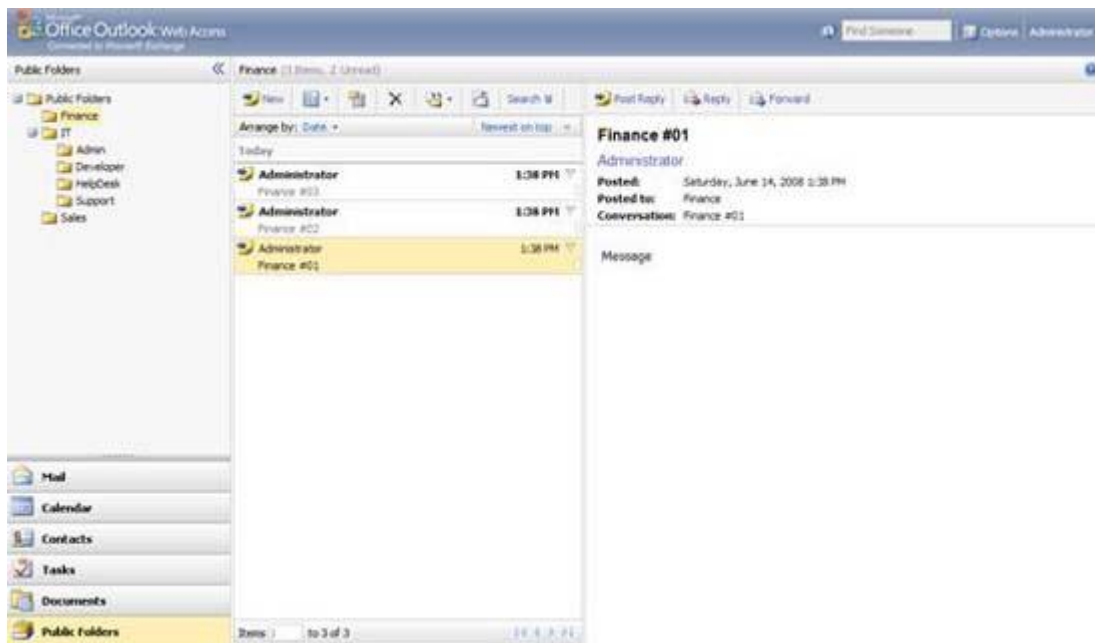 Microsoft
Office Outlook Web Access
Connected to Microsoft Exchange
Find Someone
Options
Administrator
Public Folders
Finance (3 Items, 2 Unread)
Public Folders
Finance
IT
Admin
Developer
HelpDesk
Support
Sales
Mail
Calendar
Contacts
Tasks
Documents
Public Folders
New
Search
Arrange by: Date
Newest on top
Today
Administrator 1:38 PM
Finance #03
Administrator 1:38 PM
Finance #02
Administrator 1:38 PM
Finance #01
Items to 3 of 3
Post Reply Reply Forward
Finance #01
Administrator
Posted: Saturday, June 14, 2008 1:38 PM
Posted to: Finance
Conversation: Finance #01
Message